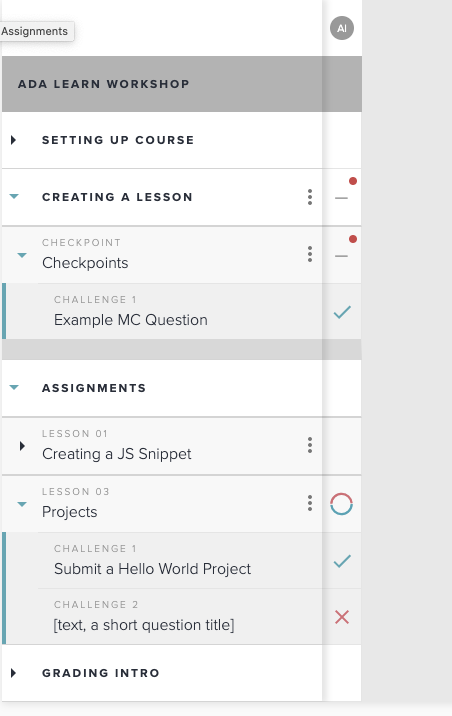 AI
Assignments
ADA LEARN WORKSHOP
SETTING UP COURSE
CREATING A LESSON
CHECKPOINT
Checkpoints
CHALLENGE 1
Example MC Question
ASSIGNMENTS
LESSON 01
Creating a JS Snippet
LESSON 03
Projects
CHALLENGE 1
Submit a Hello World Project
CHALLENGE 2
[text, a short question title]
GRADING INTRO